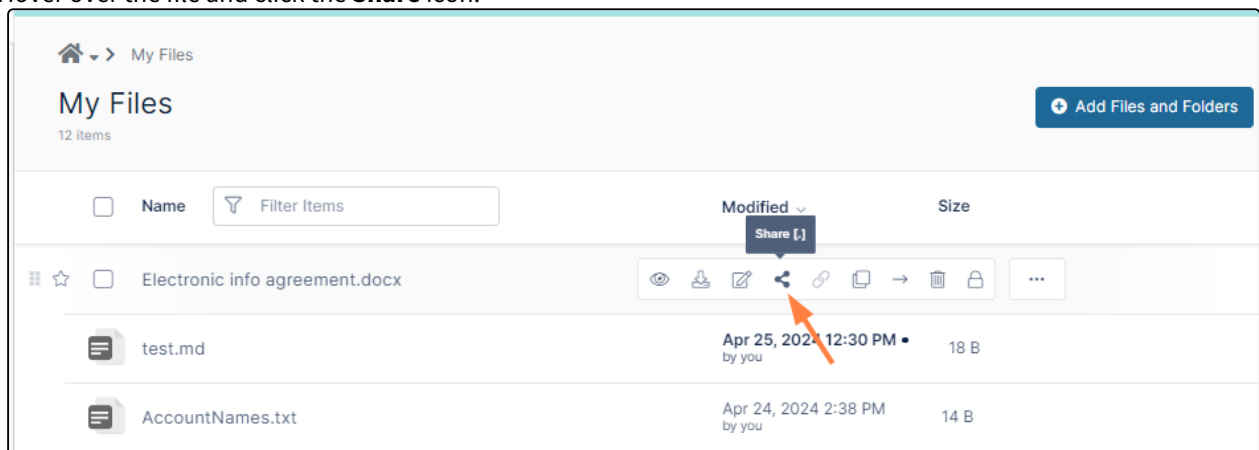 My Files
My Files
12 items
Add Files and Folders
Name Filter Items Modified Size
Share [.]
Electronic info agreement.docx
test.md Apr 25, 2024 12:30 PM • 18 B
by you
AccountNames.txt Apr 24, 2024 2:38 PM 14 B
by you